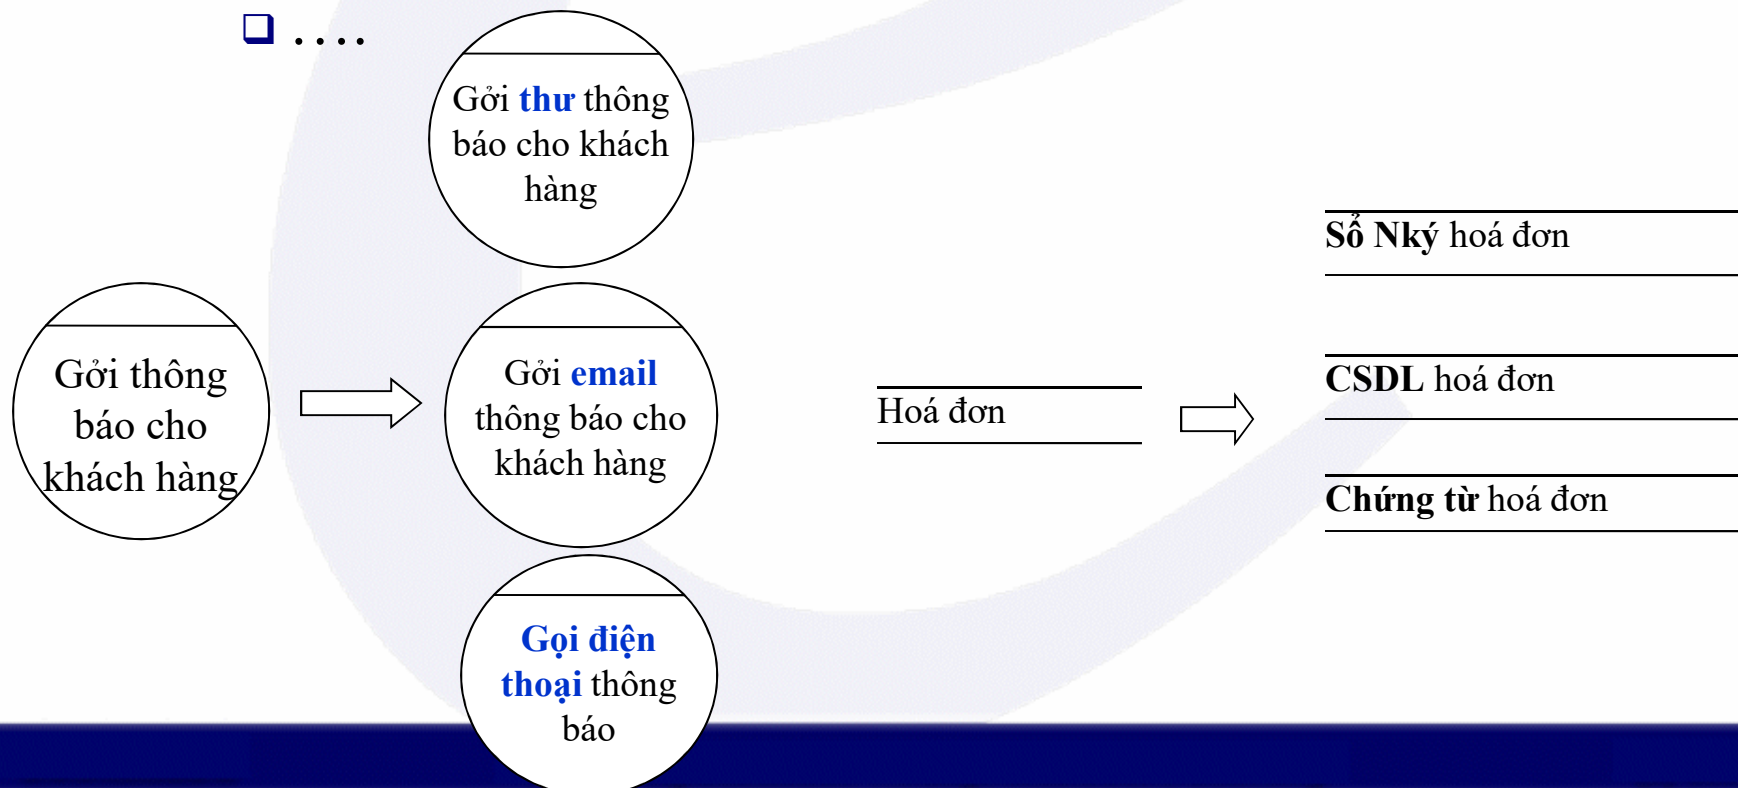 ....
Gởi thư thông
báo cho khách
hàng
Gởi thông
báo cho
khách hàng
Gởi email
thông báo cho
khách hàng
Gọi điện
thoại thông
báo
Hoá đơn
Sổ Nký hoá đơn
CSDL hoá đơn
Chứng từ hoá đơn